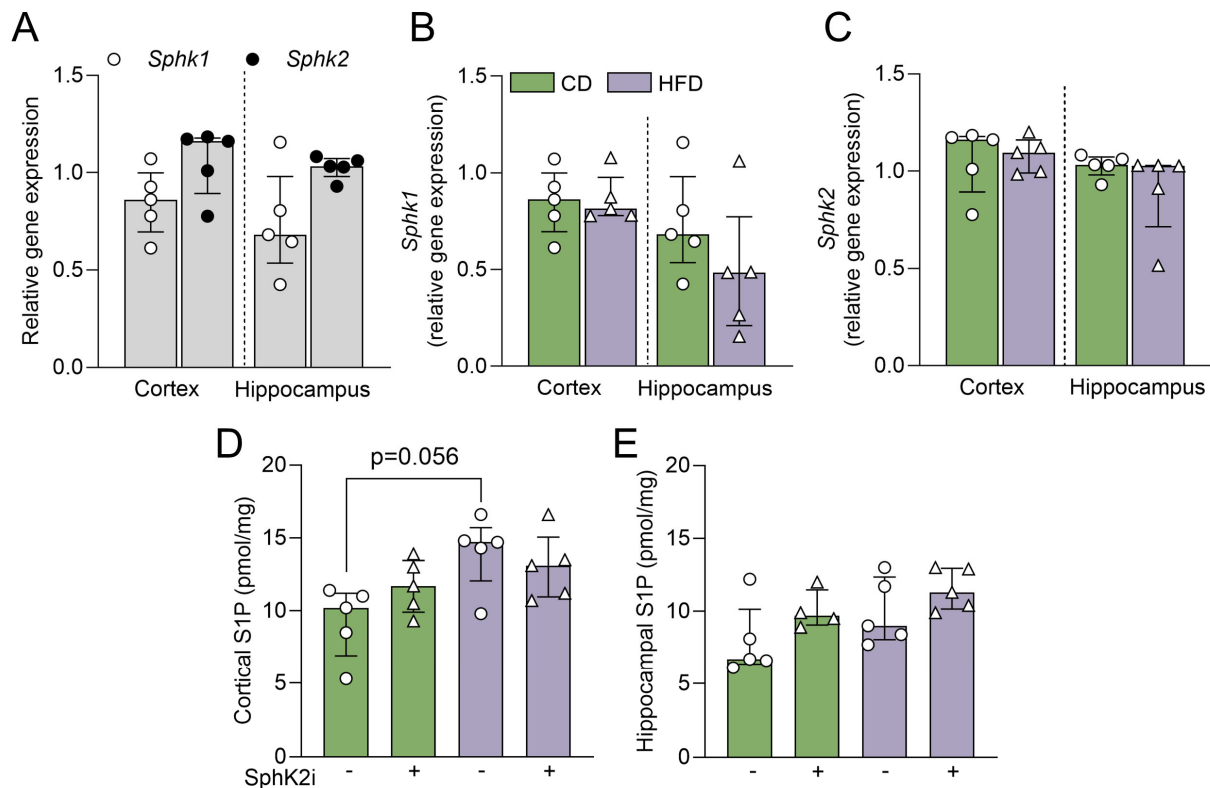 A
Sphk1
Sphk2
Relative gene expression
1.5
1.0
0.5
0.0
Cortex
Hippocampus
B
CD
HFD
Sphk1
(relative gene expression)
1.5
1.0
0.5
0.0
Cortex
Hippocampus
C
Sphk2
(relative gene expression)
1.5
1.0
0.5
0.0
Cortex
Hippocampus
D
p=0.056
Cortical S1P (pmol/mg)
20
15
10
5
0
SphK2i - + - +
E
Hippocampal S1P (pmol/mg)
20
15
10
5
0
- + - +